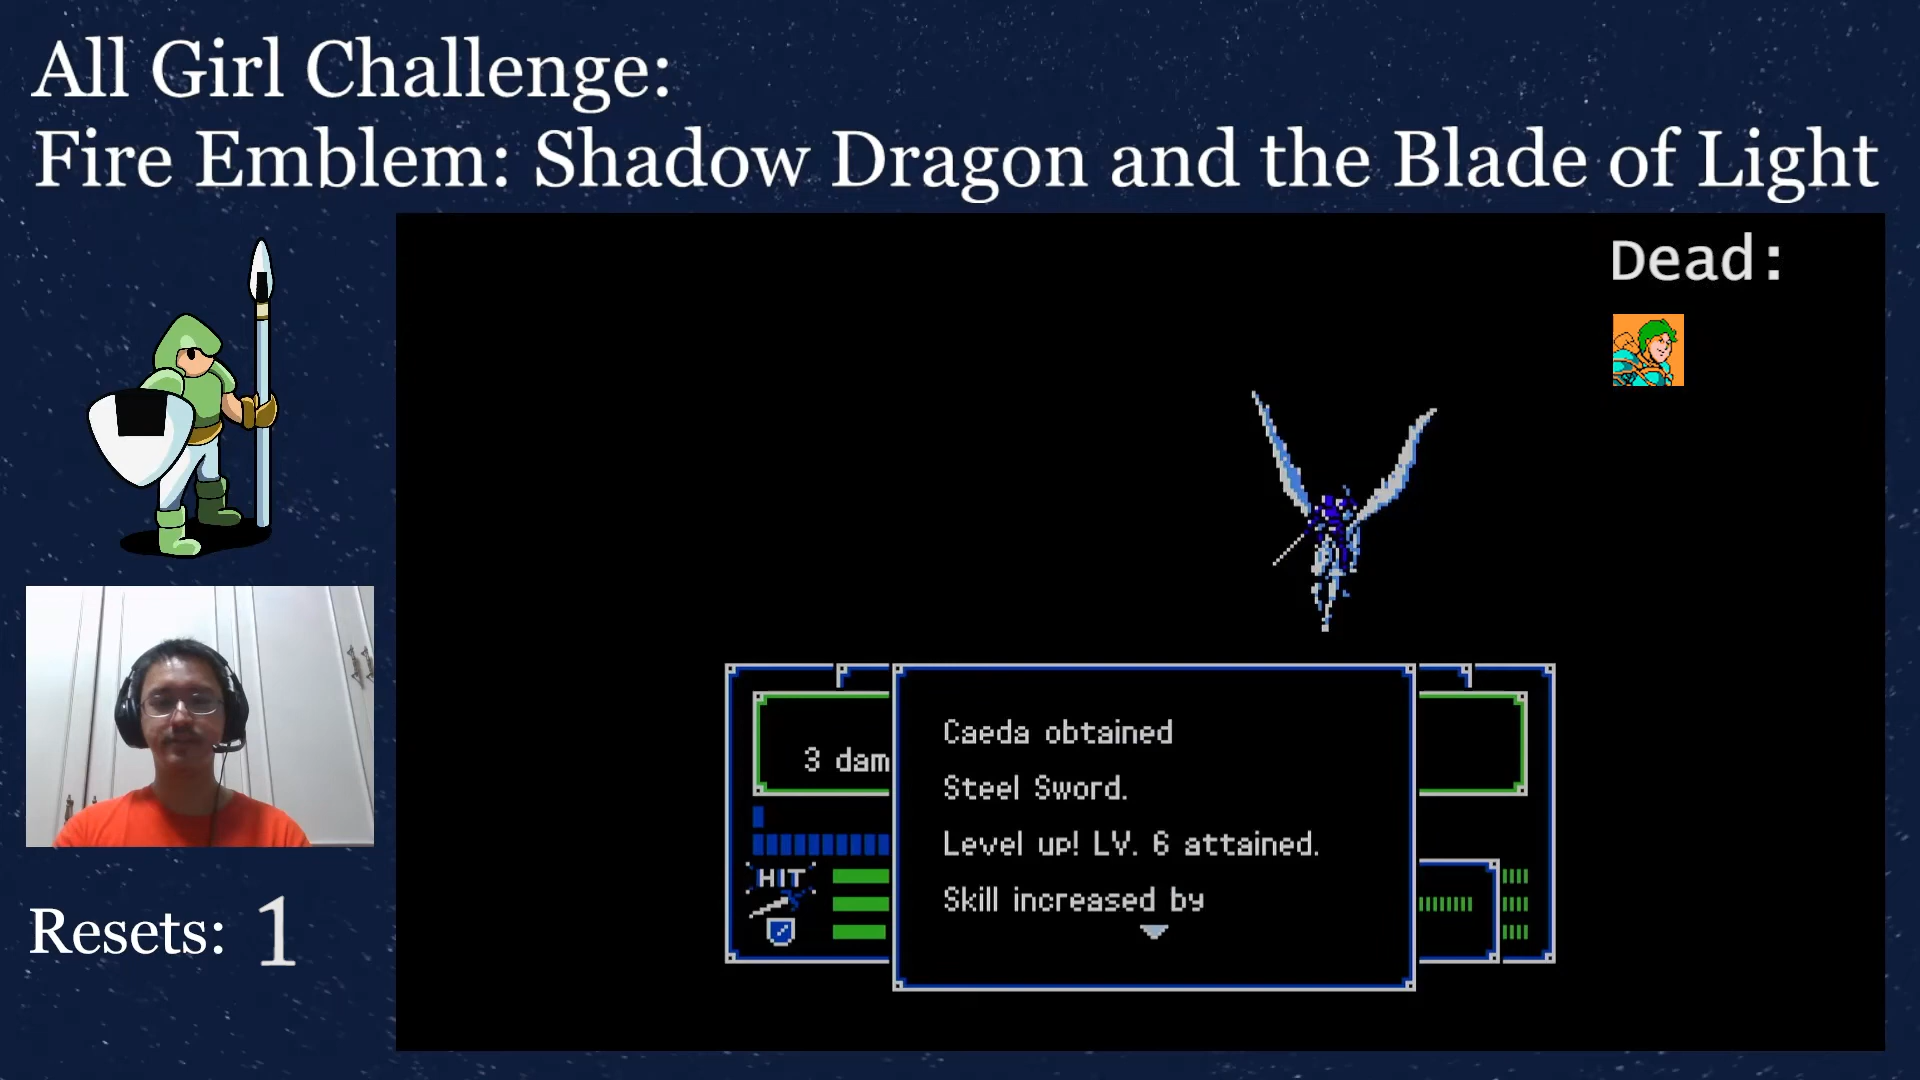 All Girl Challenge:
Fire Emblem: Shadow Dragon and the Blade of Light
Dead:
Caeda obtained
3 dam
Steel Sword.
Level up! LV. 6 attained.
HIT
Skill increased by
Resets: 1